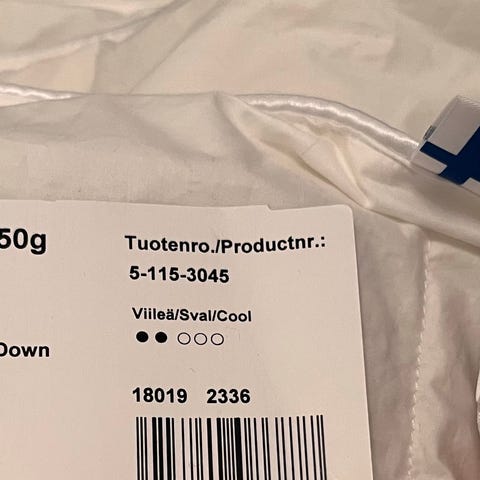 50g
Tuotenro./Productnr.:
5-115-3045
Viileä/Sval/Cool
Down
18019 2336